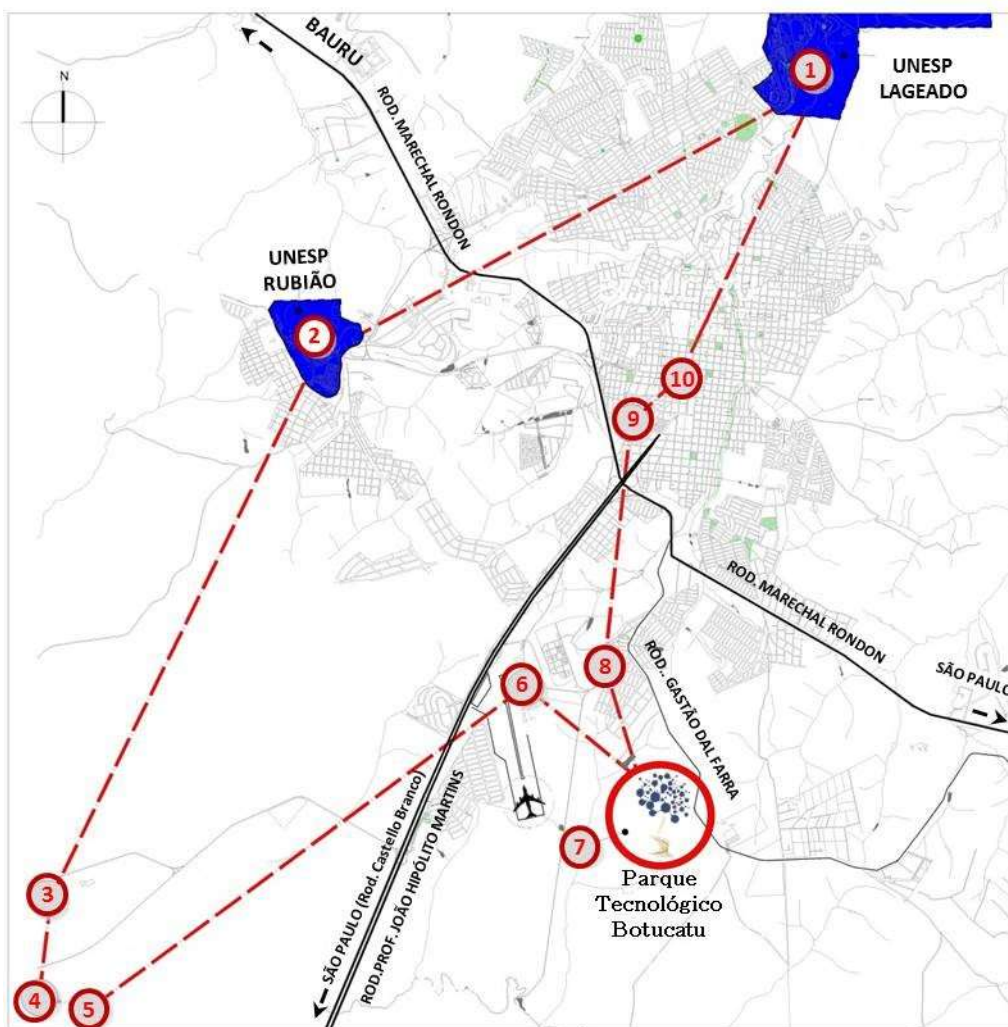 BAURU
ROD. MARECHAL RONDON
N
1
UNESP
LAGEADO
UNESP
RUBIÃO
2
10
9
ROD. MARECHAL RONDON
SÃO PAULO
8
6
ROD.. GASTÃO DAL FARRA
SÃO PAULO (Rod. Castello Branco)
ROD.PROF. JOÃO HIPÓLITO MARTINS
7
Parque
Tecnológico
Botucatu
3
4
5